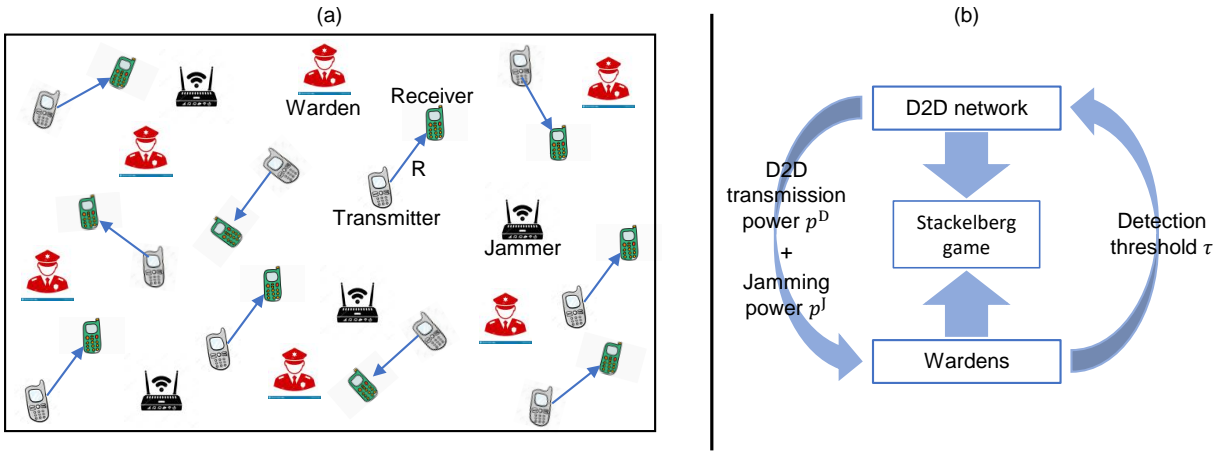 (a)
Warden
Receiver
R
Transmitter
Jammer
(b)
D2D network
D2D
transmission
power p^D
+
Jamming
power p^J
Stackelberg
game
Detection
threshold τ
Wardens